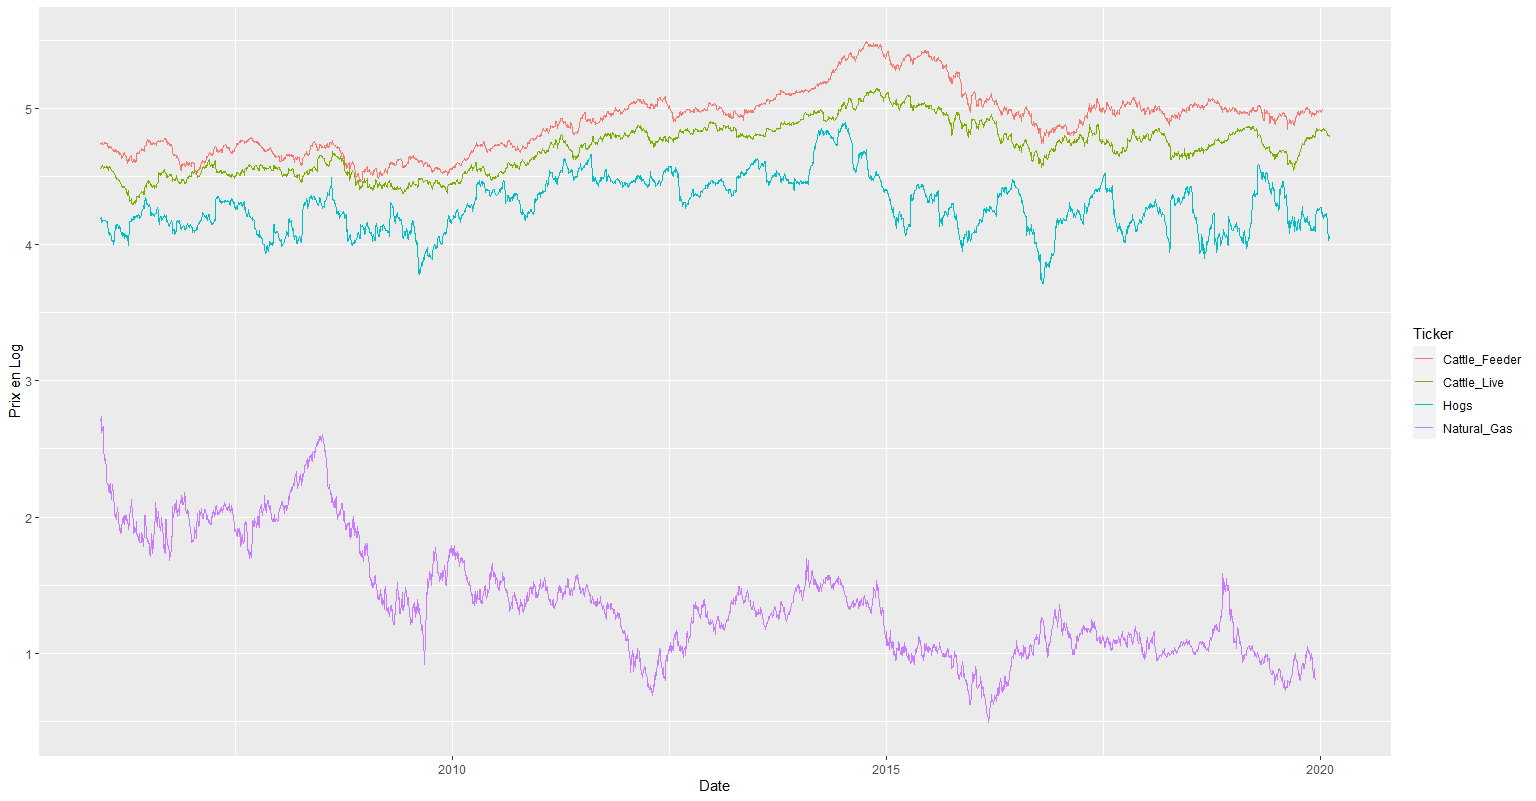 Prix en Log
5
4
3
2
1
2010
2015
2020
Date
Ticker
Cattle_Feeder
Cattle_Live
Hogs
Natural_Gas